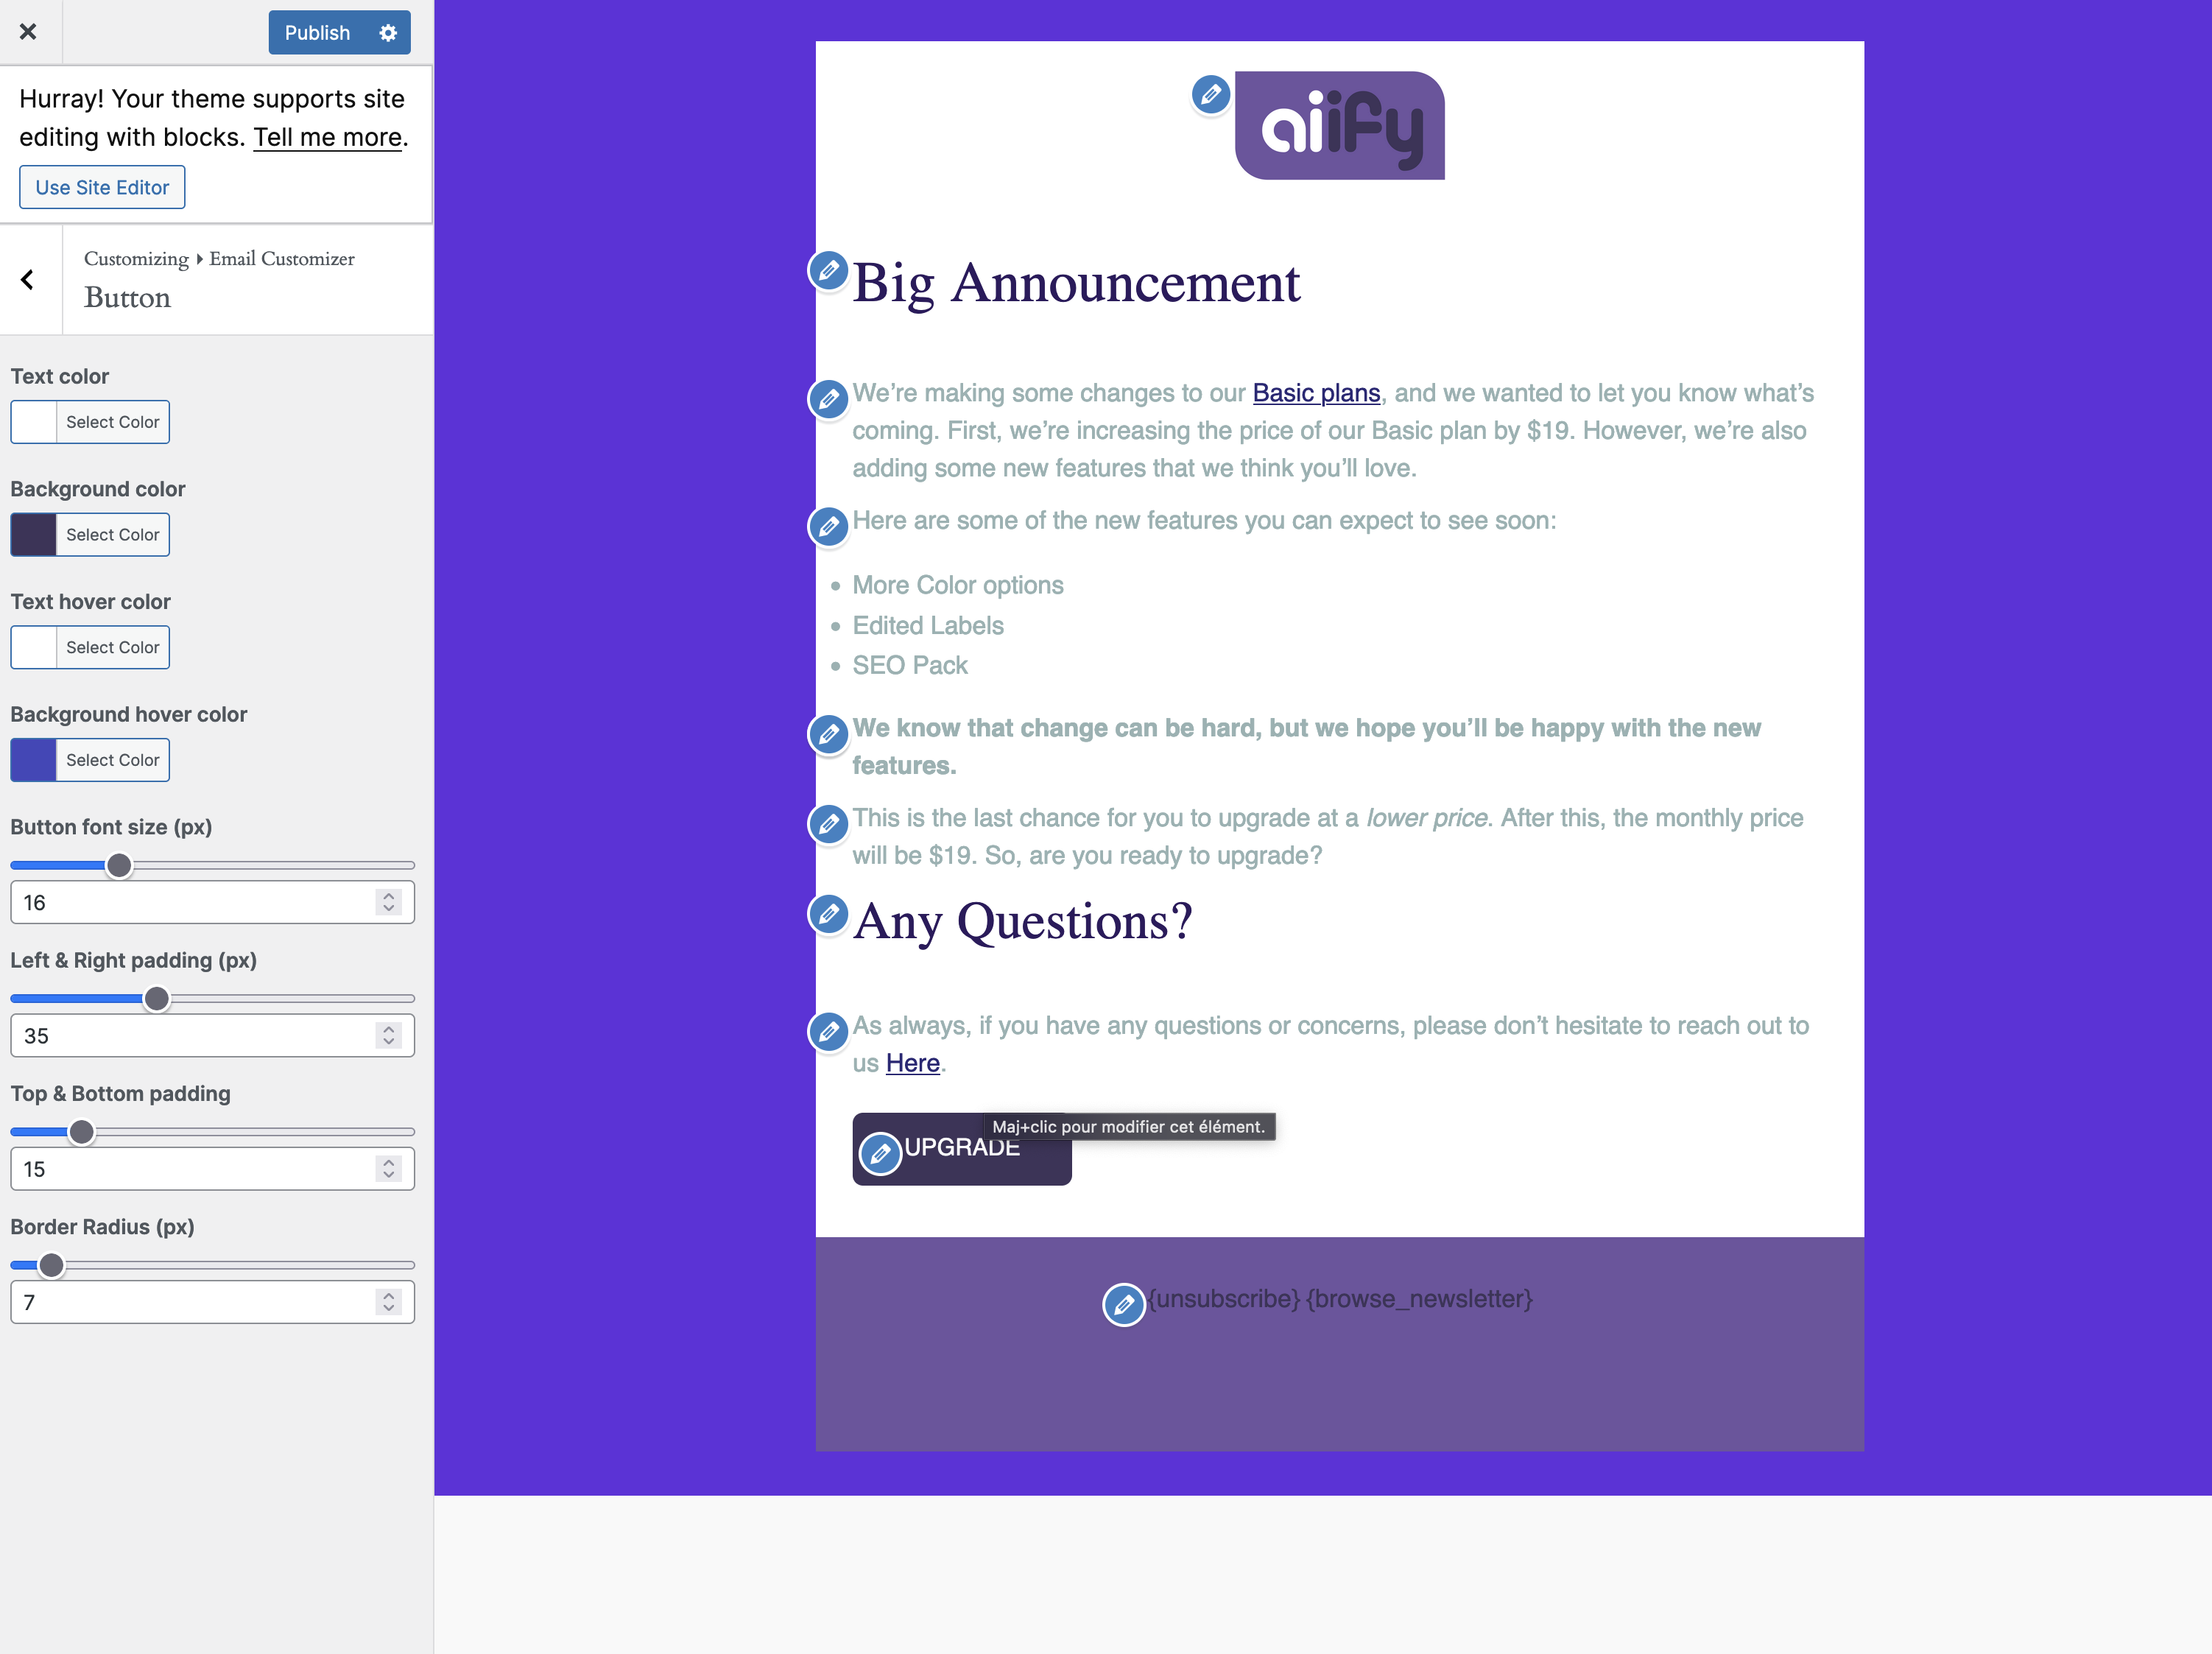 Publish
Hurray! Your theme supports site
editing with blocks. Tell me more.
Use Site Editor
Customizing ▸ Email Customizer
Button
Text color
Select Color
Background color
Select Color
Text hover color
Select Color
Background hover color
Select Color
Button font size (px)
16
Left & Right padding (px)
35
Top & Bottom padding
15
Border Radius (px)
7
aiify
Big Announcement
We’re making some changes to our Basic plans, and we wanted to let you know what’s
coming. First, we’re increasing the price of our Basic plan by $19. However, we’re also
adding some new features that we think you’ll love.
Here are some of the new features you can expect to see soon:
• More Color options
• Edited Labels
• SEO Pack
We know that change can be hard, but we hope you’ll be happy with the new
features.
This is the last chance for you to upgrade at a lower price. After this, the monthly price
will be $19. So, are you ready to upgrade?
Any Questions?
As always, if you have any questions or concerns, please don’t hesitate to reach out to
us Here.
Maj+clic pour modifier cet élément.
UPGRADE
{unsubscribe} {browse_newsletter}